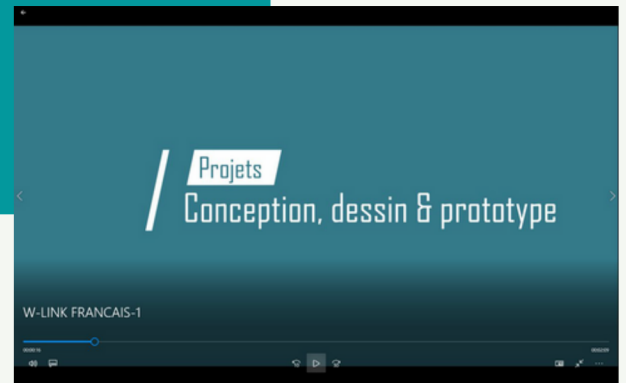 Projets
Conception, dessin & prototype
W-LINK FRANCAIS-1